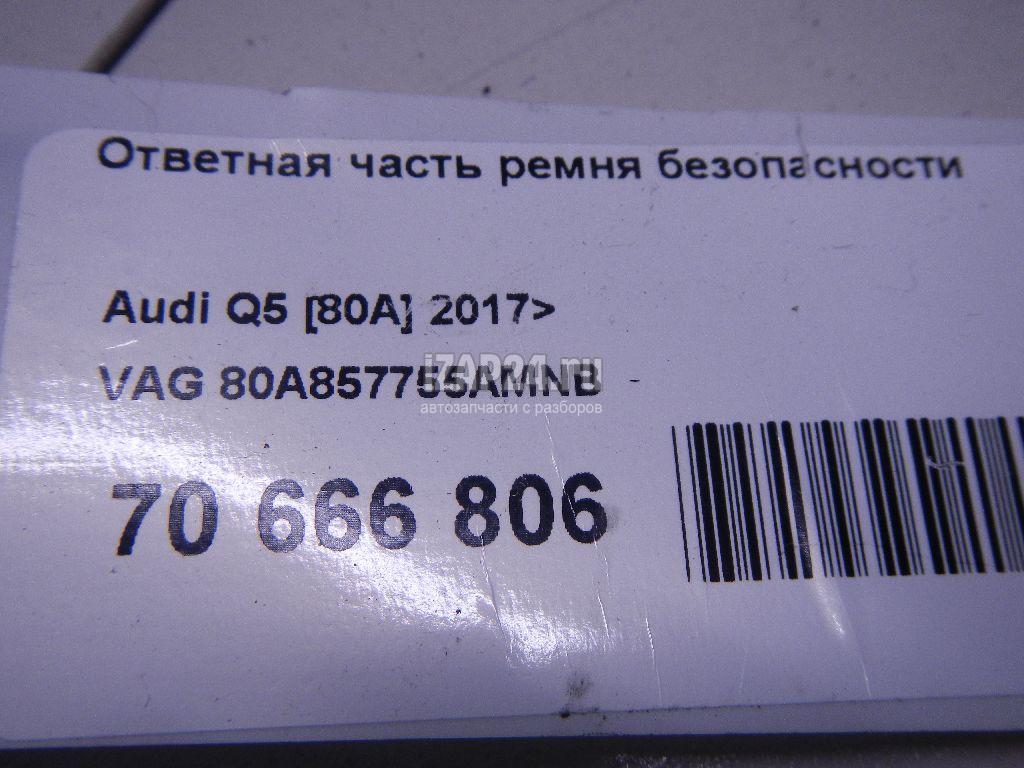 Ответная часть ремня безопасности
Audi Q5 [80A] 2017>
iZAP24.ru
VAG 80A857755AMNB
автозапчасти с разборов
70 666 806